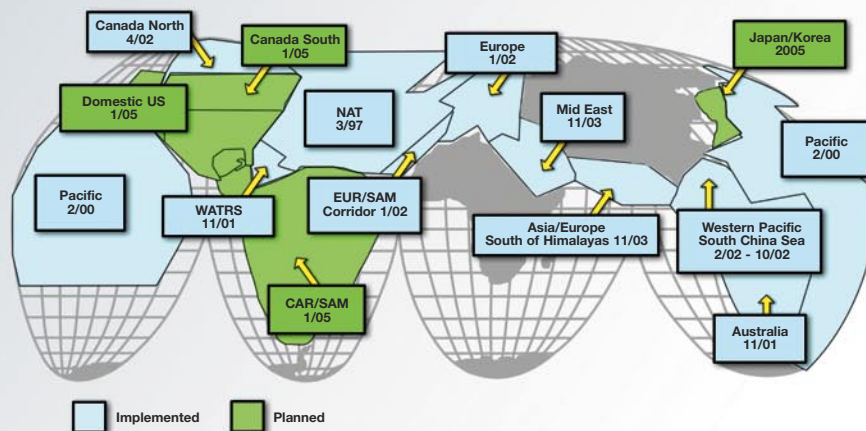 Canada North
4/02
Canada South
1/05
Europe
1/02
Japan/Korea
2005
Domestic US
1/05
NAT
3/97
Mid East
11/03
Pacific
2/00
Pacific
2/00
WATRS
11/01
EUR/SAM
Corridor 1/02
Asia/Europe
South of Himalayas 11/03
Western Pacific
South China Sea
2/02 - 10/02
CAR/SAM
1/05
Australia
11/01
Implemented
Planned